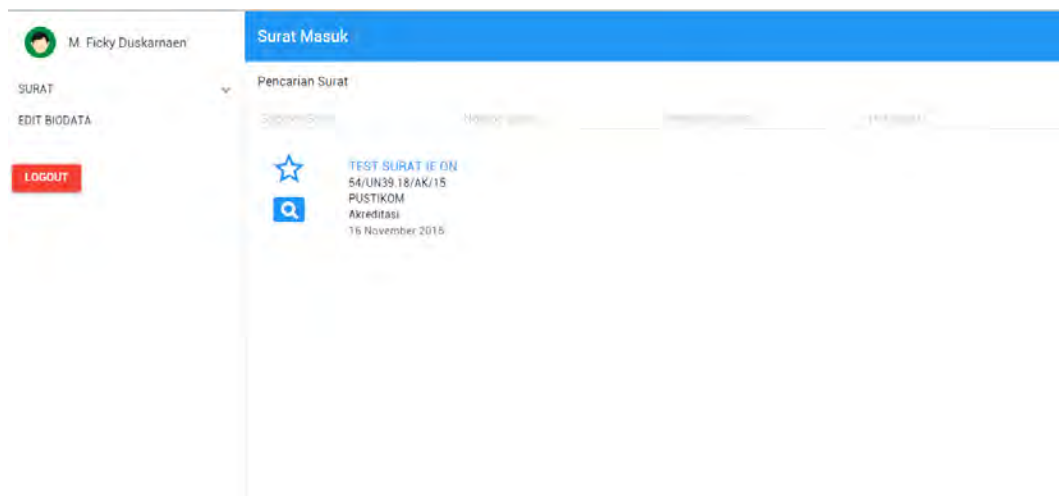 M. Ficky Duskarnaen
SURAT
EDIT BIODATA
LOGOUT
Surat Masuk
Pencarian Surat
TEST SURAT IE ON
54/UN39.18/AK/15
PUSTIKOM
Akreditasi
16 November 2015